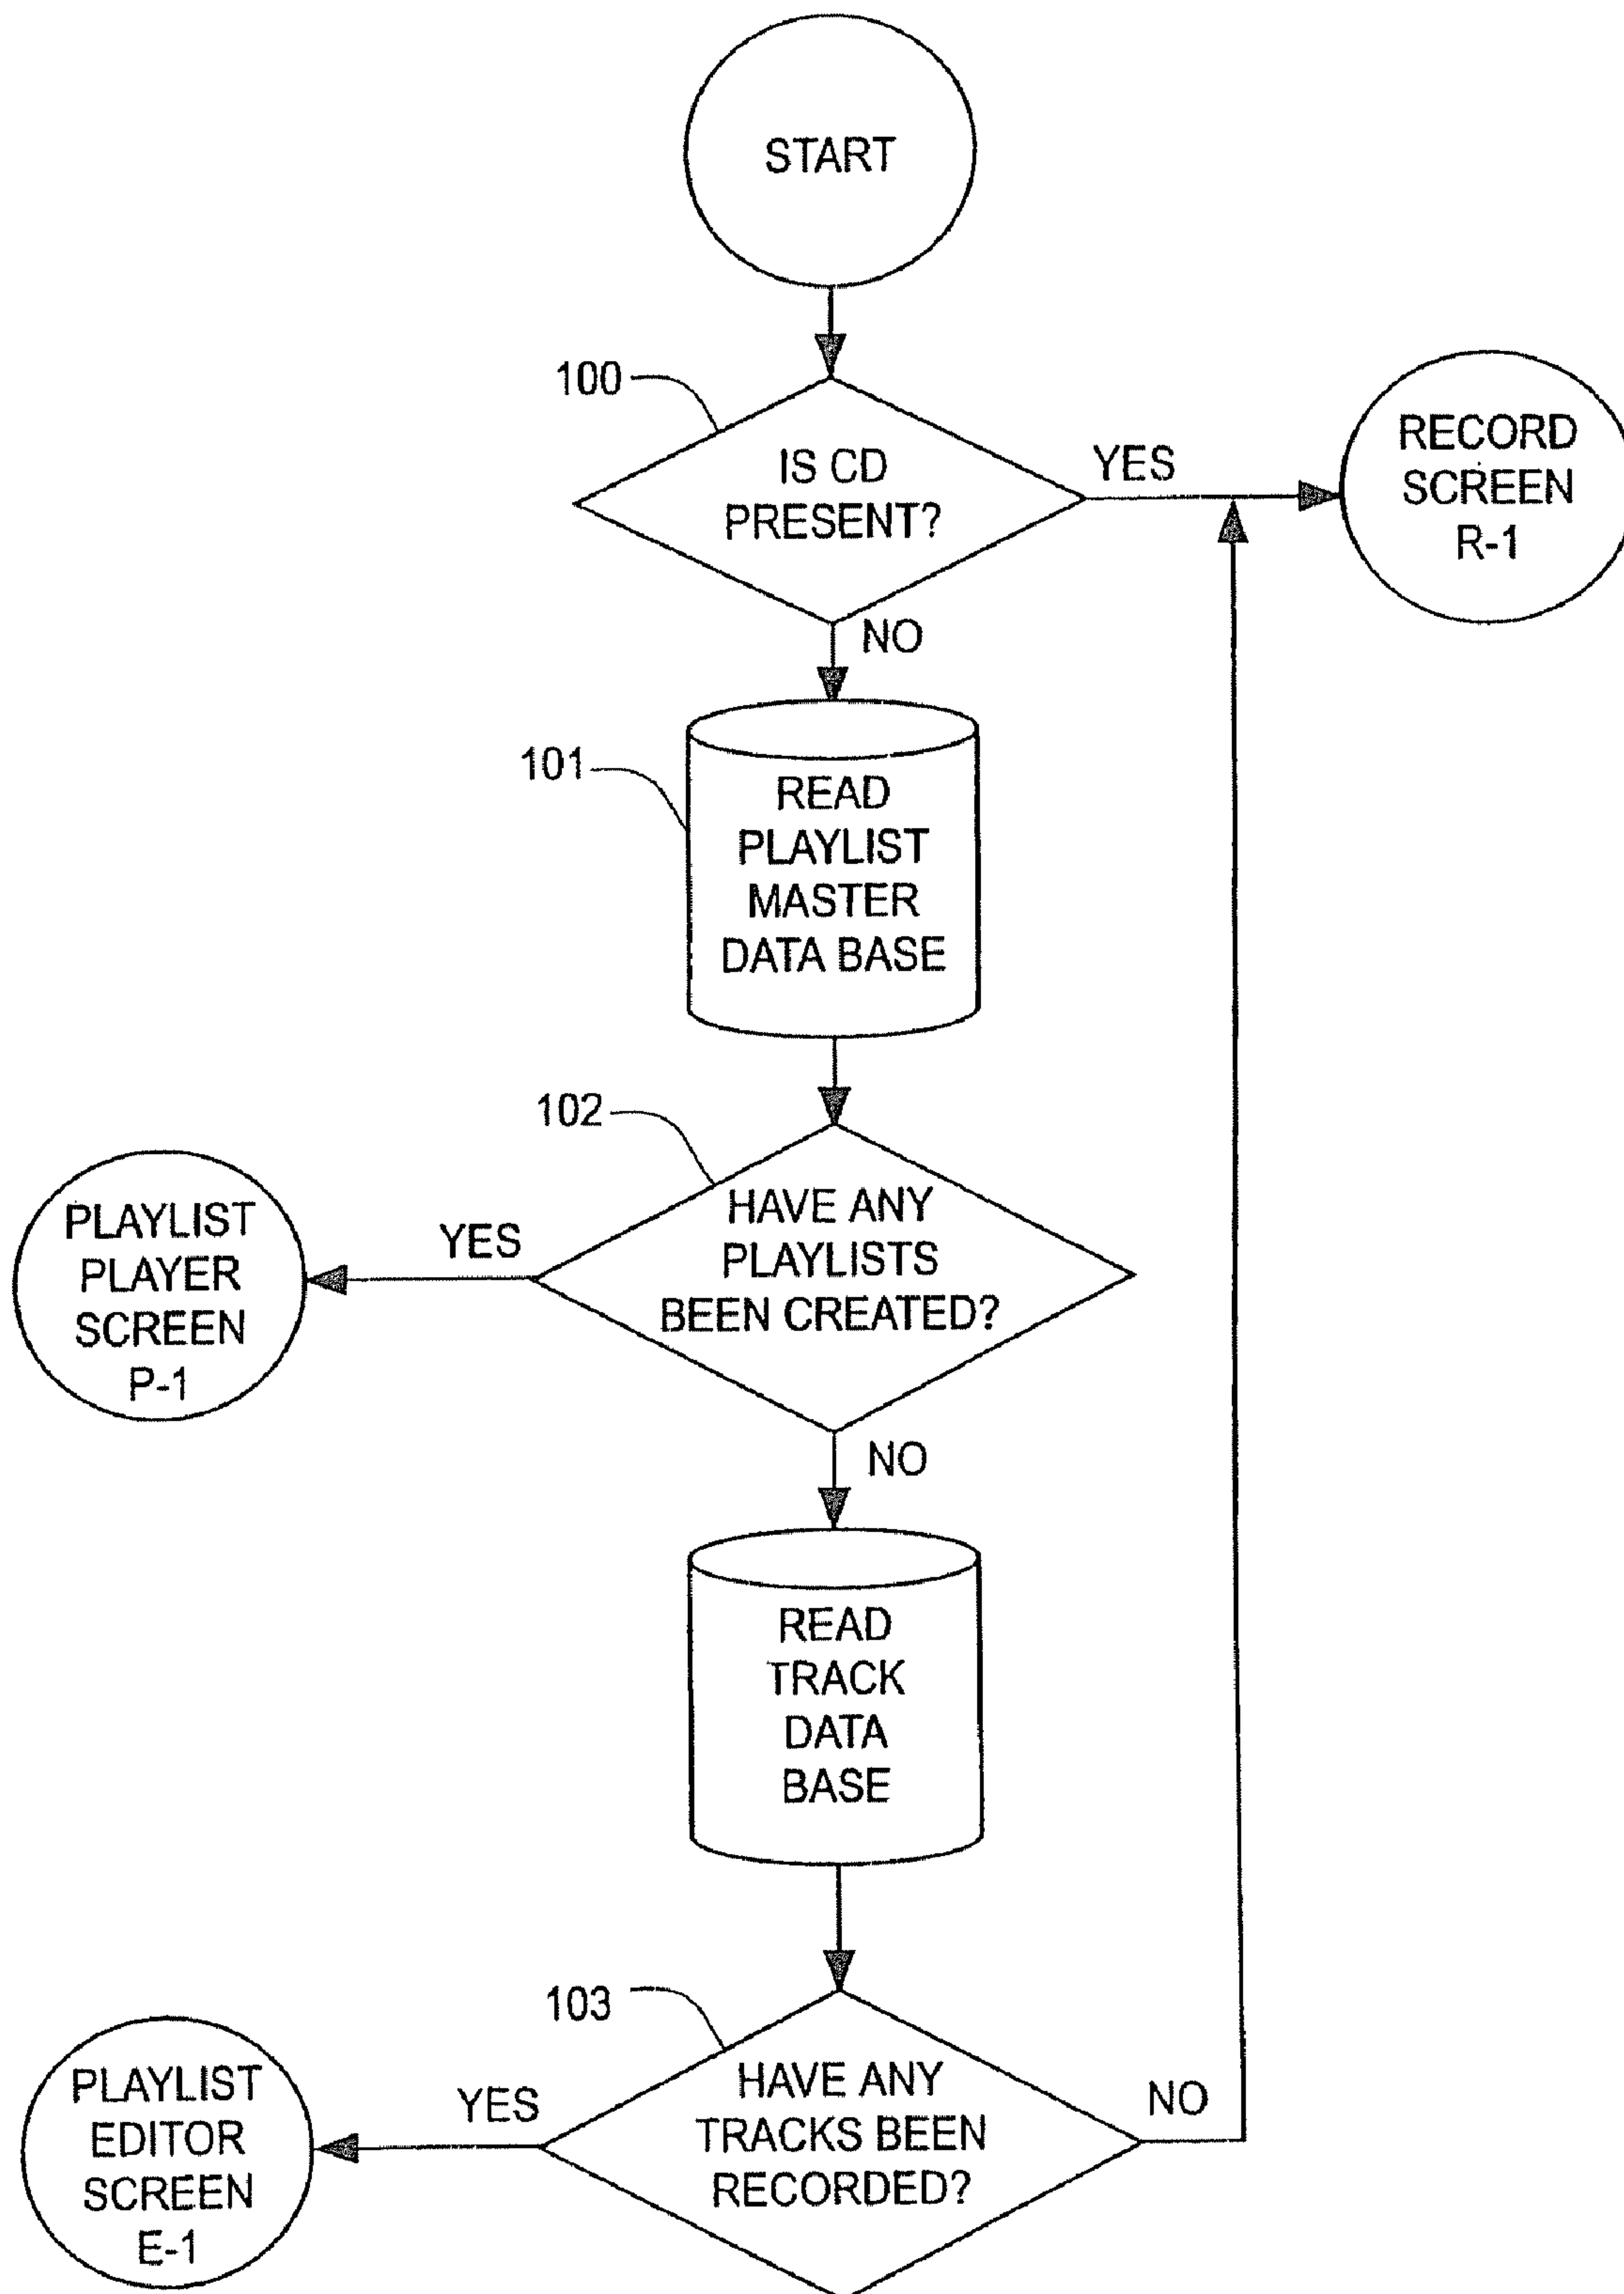 START
100
IS CD
PRESENT?
YES
RECORD
SCREEN
R-1
NO
101
READ
PLAYLIST
MASTER
DATA BASE
102
HAVE ANY
PLAYLISTS
BEEN CREATED?
YES
PLAYLIST
PLAYER
SCREEN
P-1
NO
READ
TRACK
DATA
BASE
103
HAVE ANY
TRACKS BEEN
RECORDED?
YES
NO
PLAYLIST
EDITOR
SCREEN
E-1